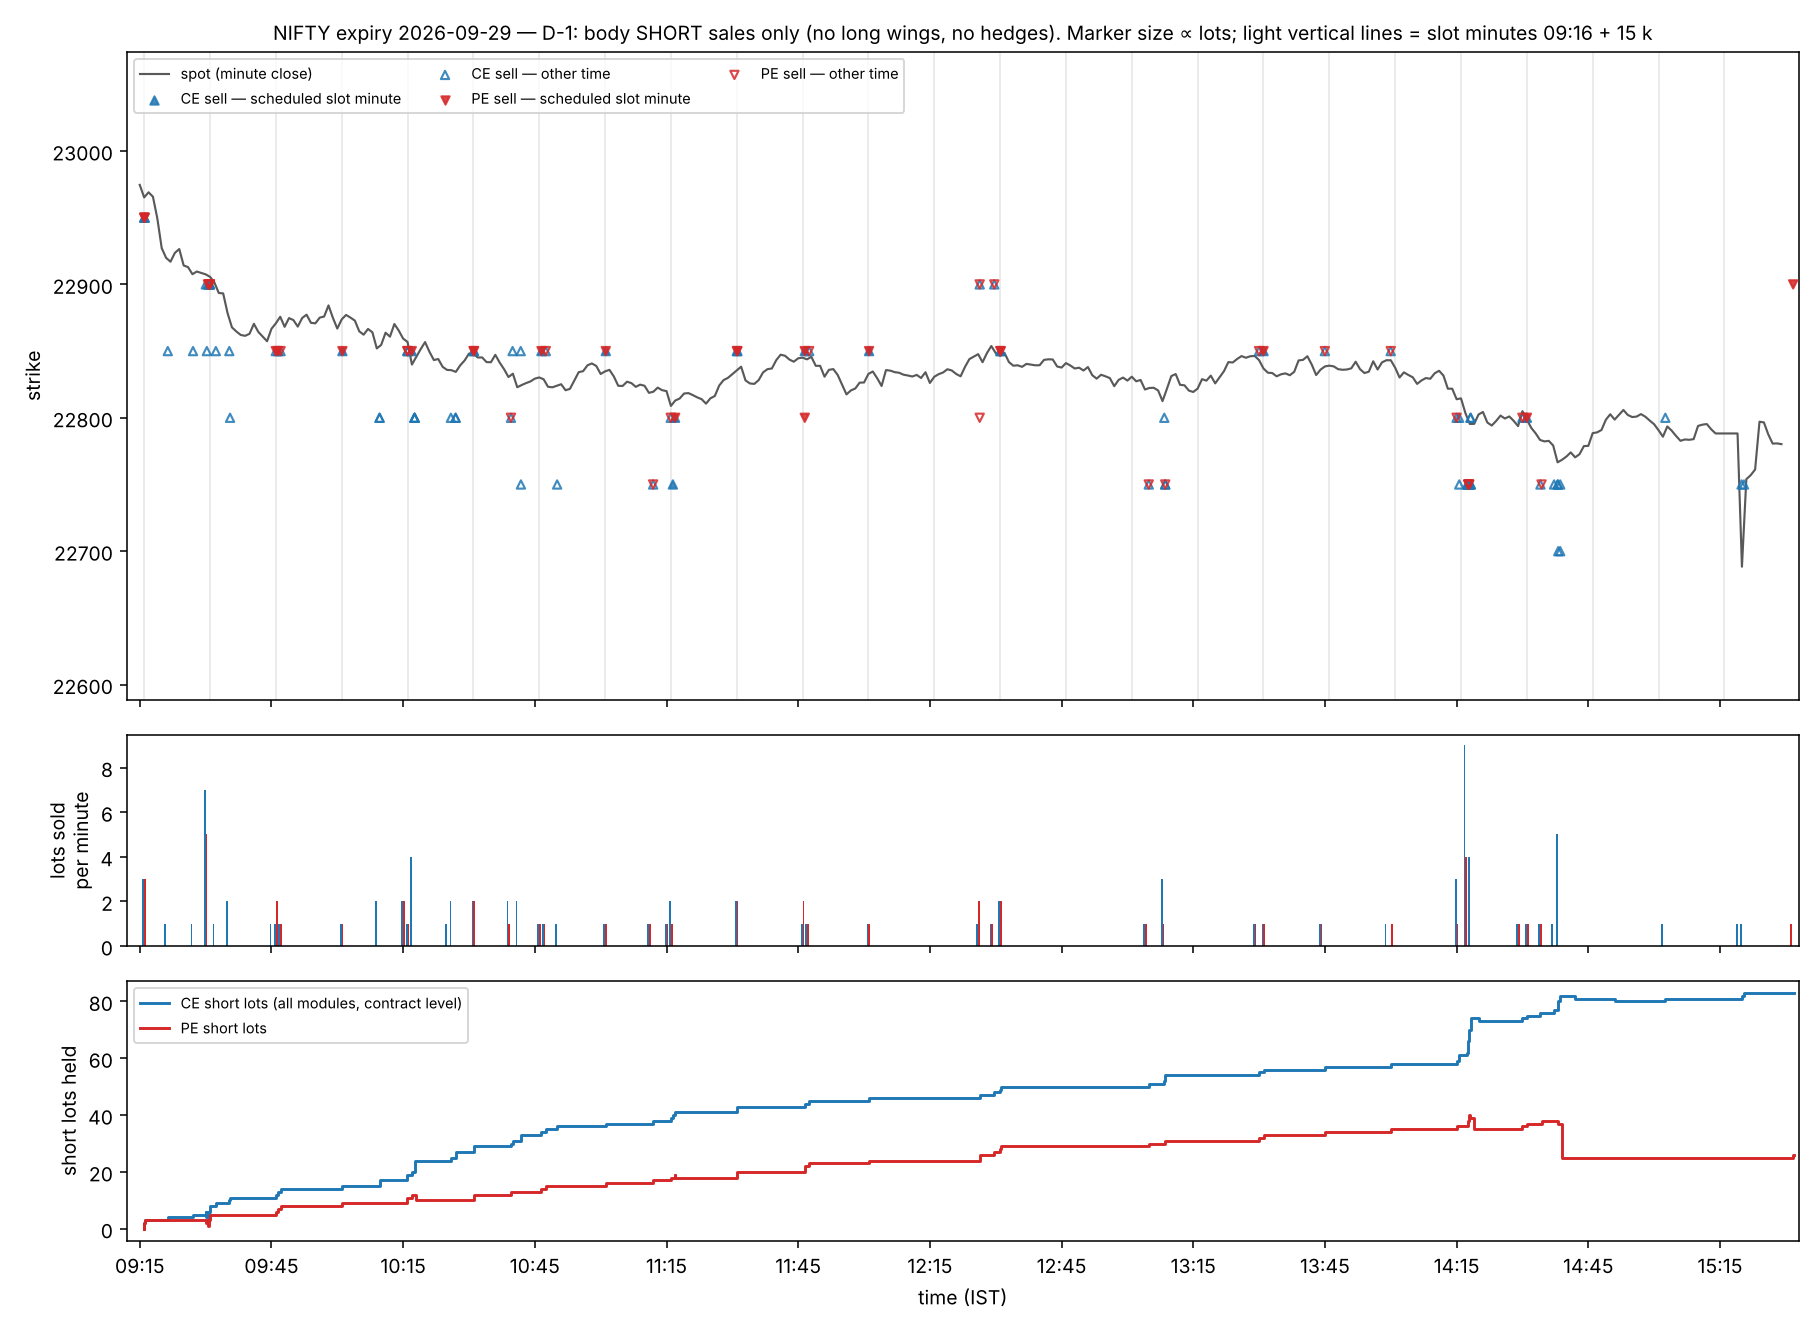 NIFTY expiry 2026-09-29 — D-1: body SHORT sales only (no long wings, no hedges). Marker size ∝ lots; light vertical lines = slot minutes 09:16 + 15 k
spot (minute close)
CE sell — scheduled slot minute
CE sell — other time
PE sell — scheduled slot minute
PE sell — other time
strike
23000
22900
22800
22700
22600
lots sold
per minute
8
6
4
2
0
CE short lots (all modules, contract level)
PE short lots
short lots held
80
60
40
20
0
09:15 09:45 10:15 10:45 11:15 11:45 12:15 12:45 13:15 13:45 14:15 14:45 15:15
time (IST)